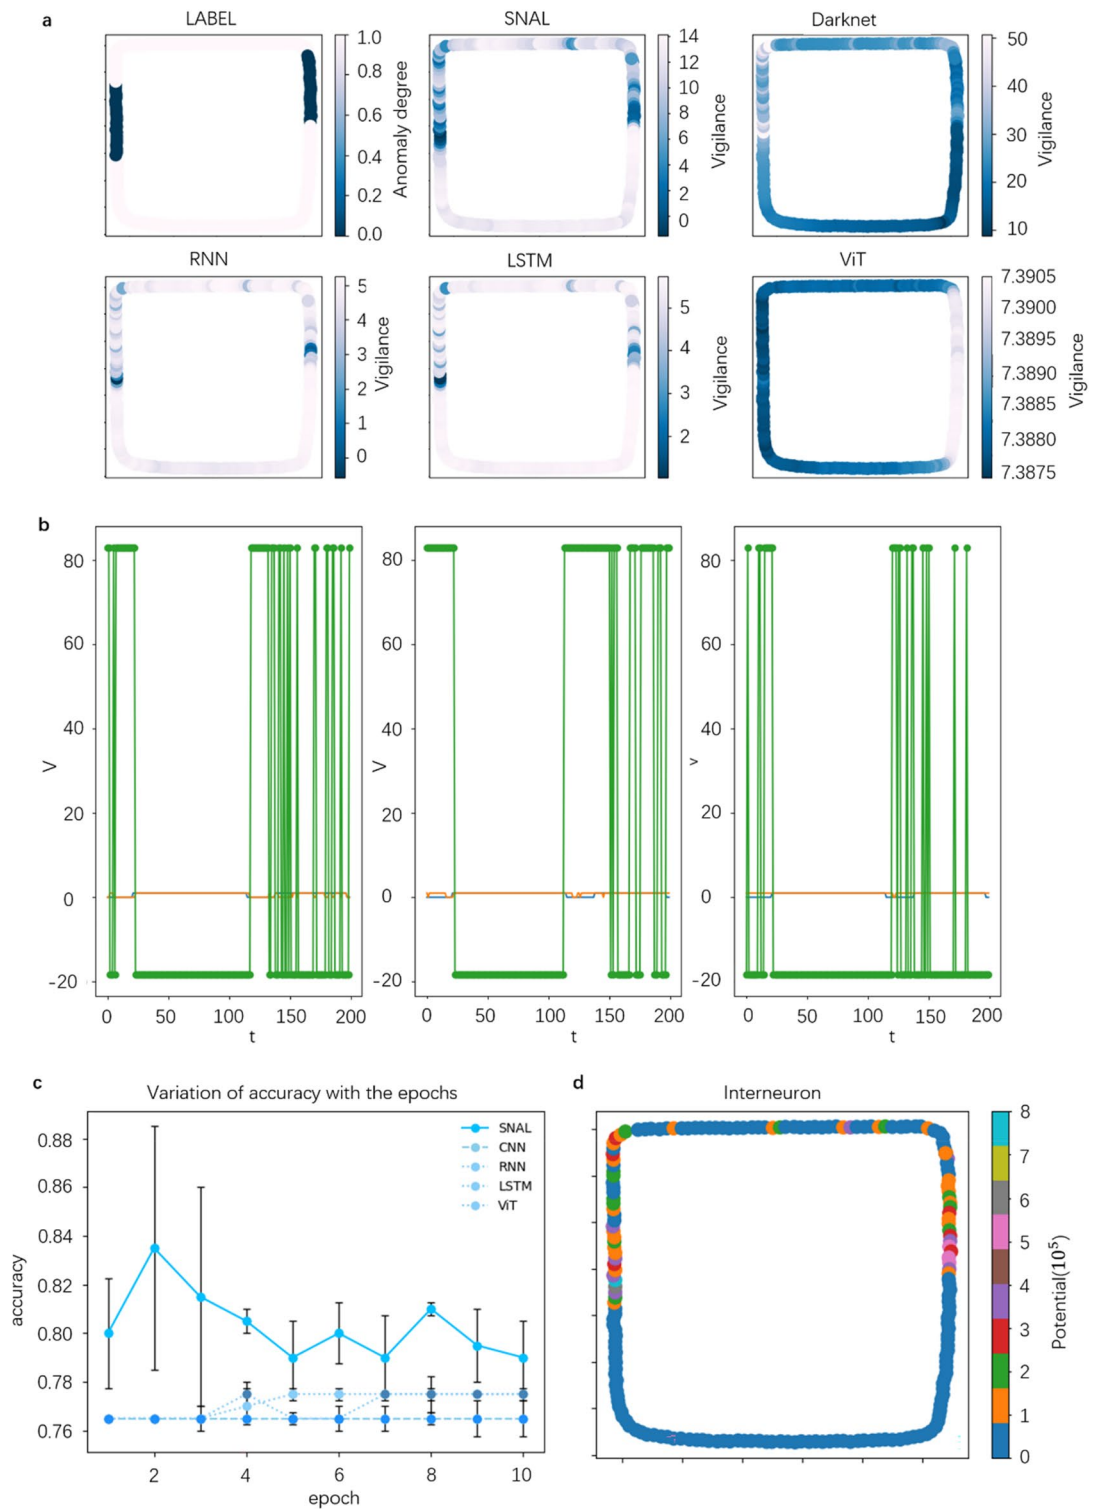 a
LABEL
1.0
0.8
0.6
0.4
0.2
0.0
Anomaly degree
SNAL
14
12
10
8
6
4
2
0
Vigilance
Darknet
50
40
30
20
10
Vigilance
RNN
5
4
3
2
1
0
Vigilance
LSTM
5
4
3
2
Vigilance
ViT
7.3905
7.3900
7.3895
7.3890
7.3885
7.3880
7.3875
Vigilance
b
80
60
40
20
0
-20
V
0 50 100 150 200
t
80
60
40
20
0
-20
V
0 50 100 150 200
t
80
60
40
20
0
-20
v
0 50 100 150 200
t
c
Variation of accuracy with the epochs
SNAL
CNN
RNN
LSTM
ViT
0.88
0.86
0.84
0.82
0.80
0.78
0.76
accuracy
2 4 6 8 10
epoch
d
Interneuron
8
7
6
5
4
3
2
1
0
Potential(10⁵)